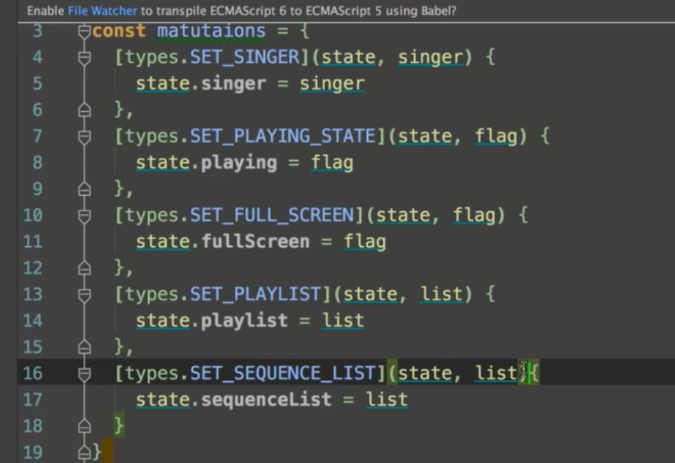 Enable File Watcher to transpile ECMAScript 6 to ECMAScript 5 using Babel?
3 const matutaions = {
4 [types.SET_SINGER](state, singer) {
5 state.singer = singer
6 },
7 [types.SET_PLAYING_STATE](state, flag) {
8 state.playing = flag
9 },
10 [types.SET_FULL_SCREEN](state, flag) {
11 state.fullScreen = flag
12 },
13 [types.SET_PLAYLIST](state, list) {
14 state.playlist = list
15 },
16 [types.SET_SEQUENCE_LIST](state, list){
17 state.sequenceList = list
18 }
19 }